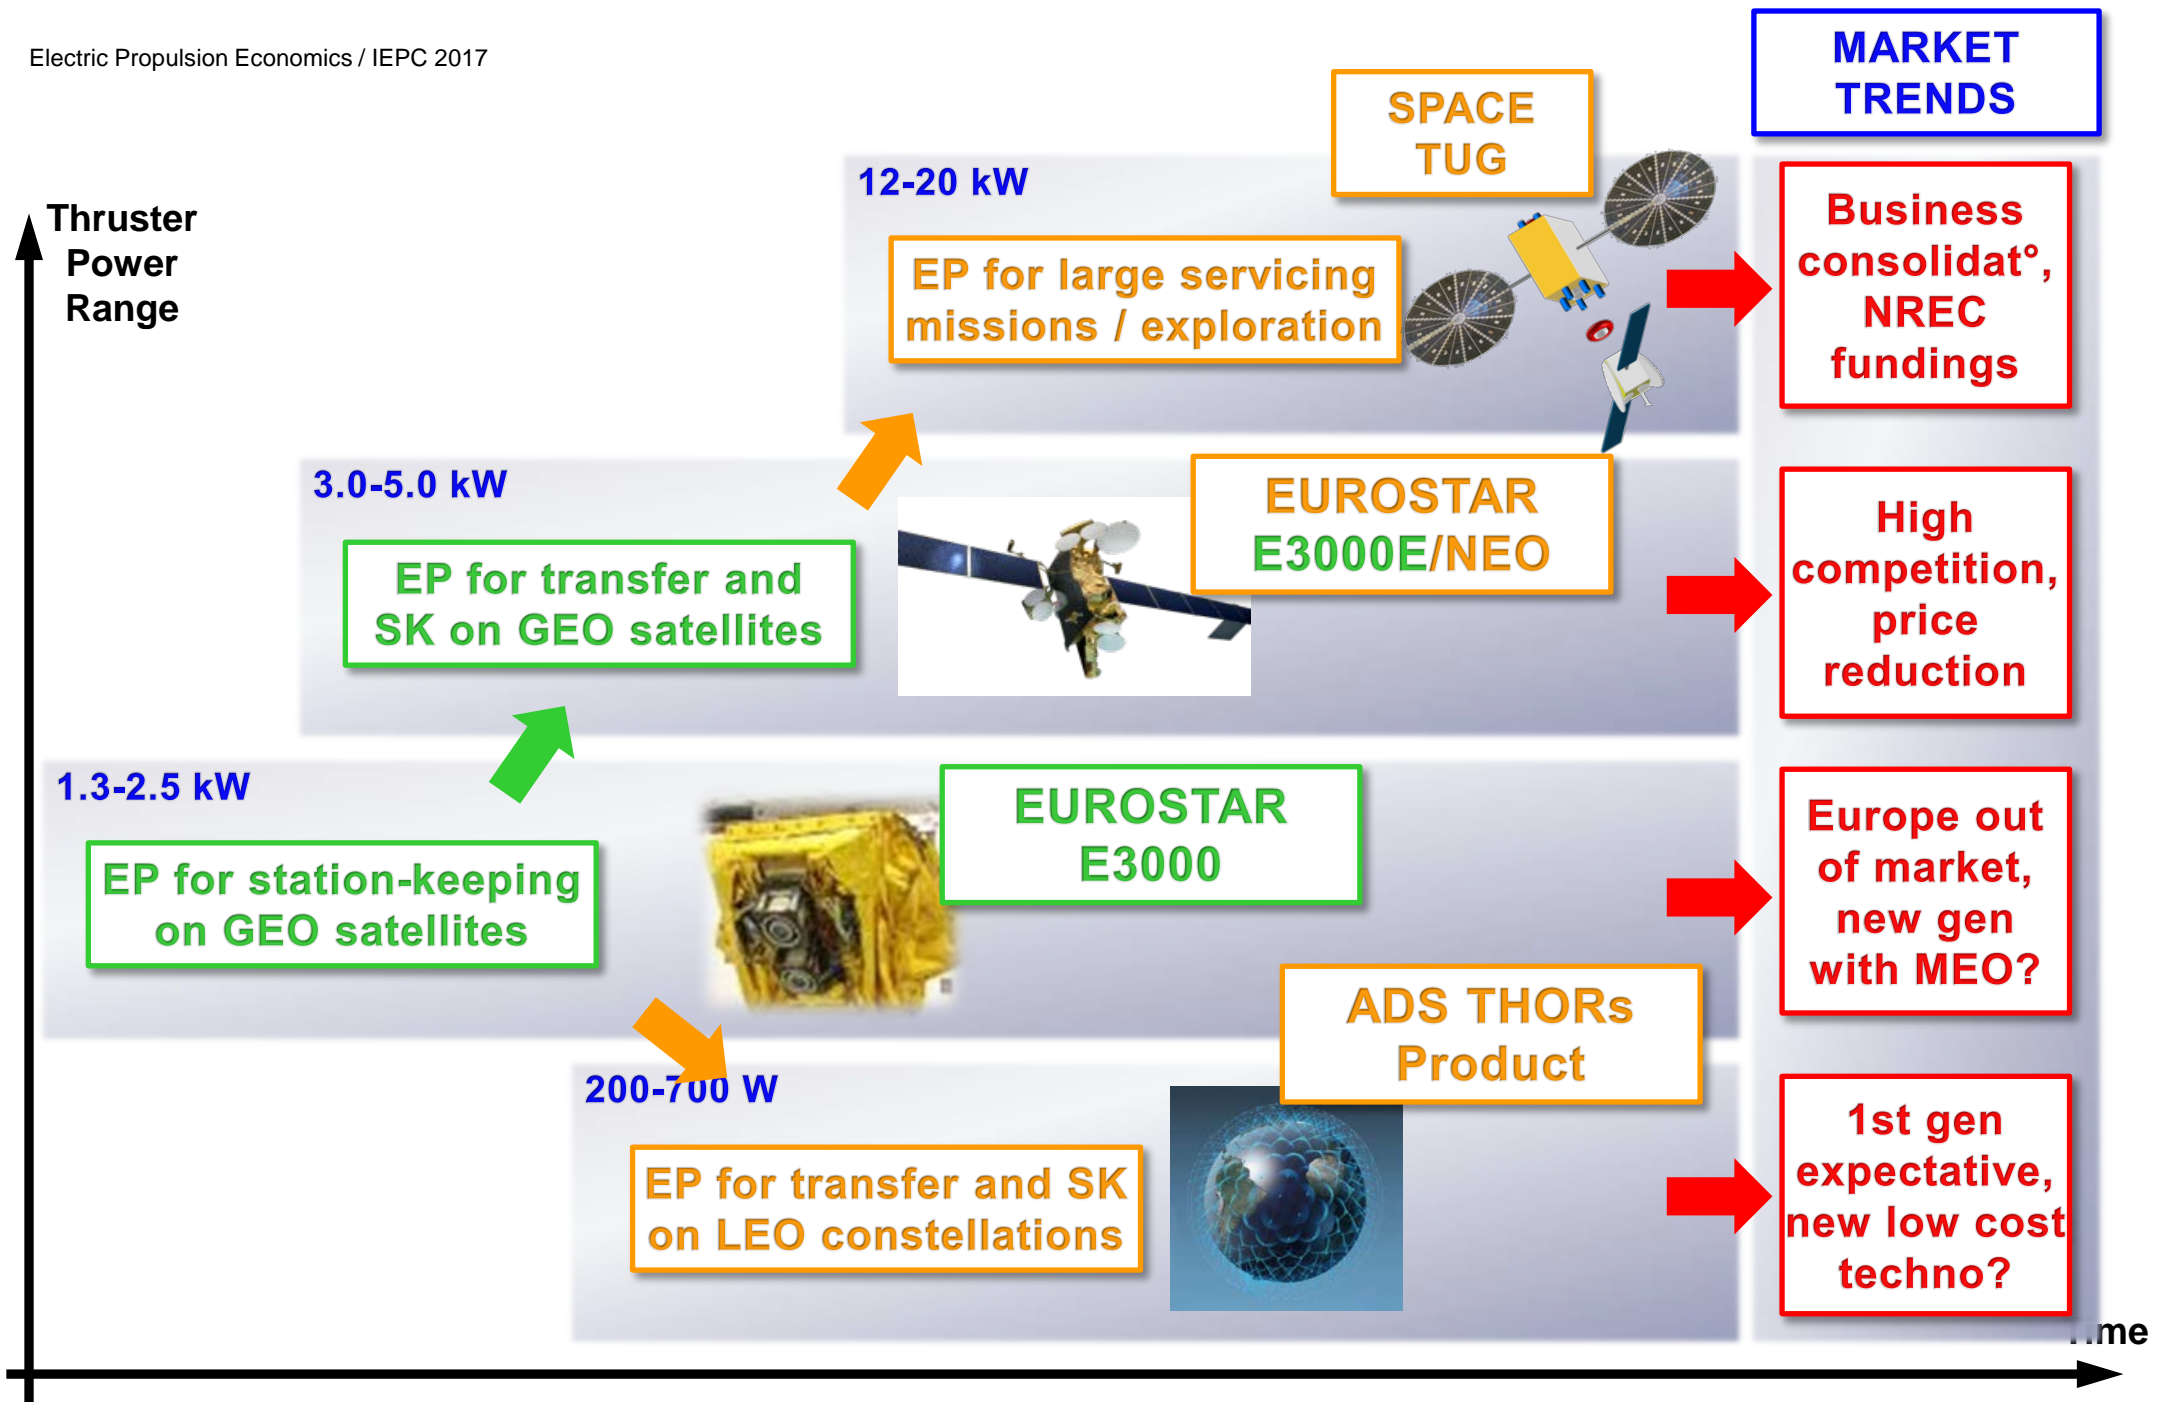 Electric Propulsion Economics / IEPC 2017
MARKET
TRENDS
SPACE
TUG
Thruster
Power
Range
12-20 kW
EP for large servicing
missions / exploration
Business
consolidat°,
NREC
fundings
3.0-5.0 kW
EP for transfer and
SK on GEO satellites
EUROSTAR
E3000E/NEO
High
competition,
price
reduction
1.3-2.5 kW
EP for station-keeping
on GEO satellites
EUROSTAR
E3000
Europe out
of market,
new gen
with MEO?
ADS THORs
Product
200-700 W
EP for transfer and SK
on LEO constellations
1st gen
expectative,
new low cost
techno?
Time